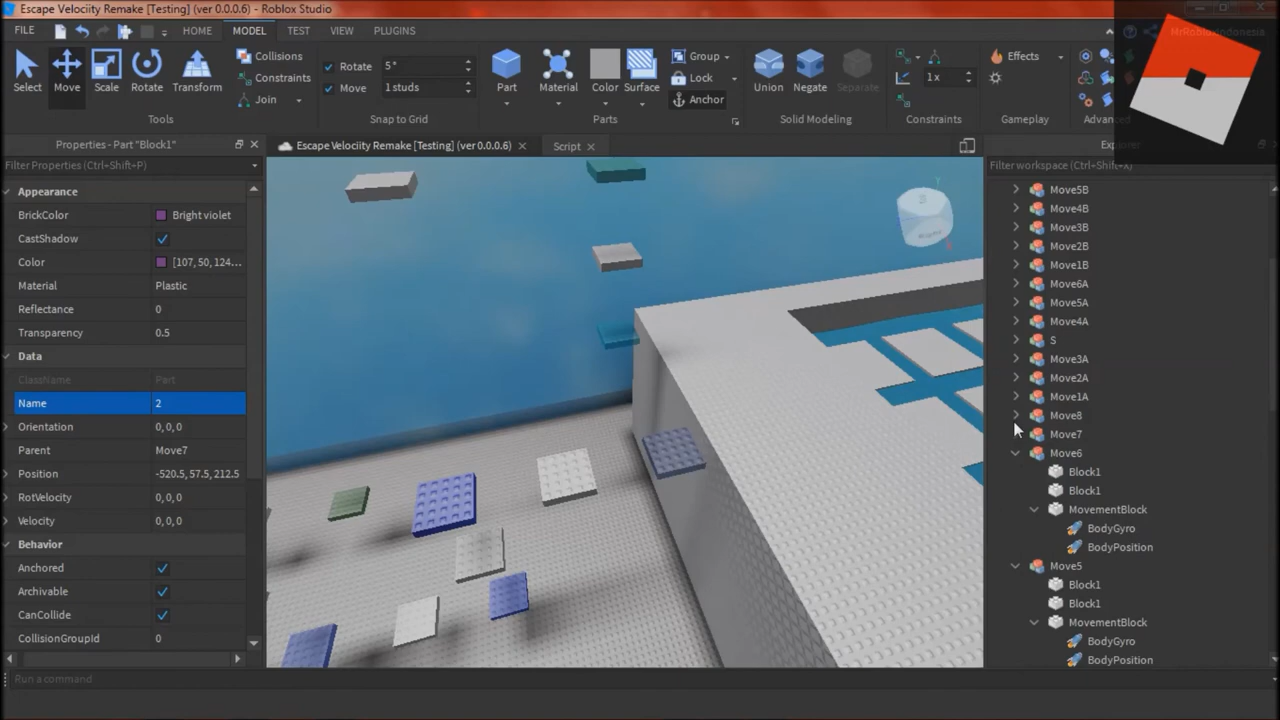 Escape Velociity Remake [Testing] (ver 0.0.0.6) - Roblox Studio
FILE HOME MODEL TEST VIEW PLUGINS
MrRobloxIndonesia
Select Move Scale Rotate Transform
Collisions
Constraints
Join
Rotate 5°
Move 1 studs
Part Material Color Surface
Group
Lock
Anchor
Union Negate Separate
1x
Effects
Tools Snap to Grid Parts Solid Modeling Constraints Gameplay Advanc
Properties - Part "Block1"
Filter Properties (Ctrl+Shift+P)
Appearance
BrickColor Bright violet
CastShadow
Color [107, 50, 124...
Material Plastic
Reflectance 0
Transparency 0.5
Data
ClassName Part
Name 2
Orientation 0, 0, 0
Parent Move7
Position -520.5, 57.5, 212.5
RotVelocity 0, 0, 0
Velocity 0, 0, 0
Behavior
Anchored
Archivable
CanCollide
CollisionGroupId 0
Escape Velociity Remake [Testing] (ver 0.0.0.6)
Script
Filter workspace (Ctrl+Shift+X)
Move5B
Move4B
Move3B
Move2B
Move1B
Move6A
Move5A
Move4A
S
Move3A
Move2A
Move1A
Move8
Move7
Move6
Block1
Block1
MovementBlock
BodyGyro
BodyPosition
Move5
Block1
Block1
MovementBlock
BodyGyro
BodyPosition
Run a command